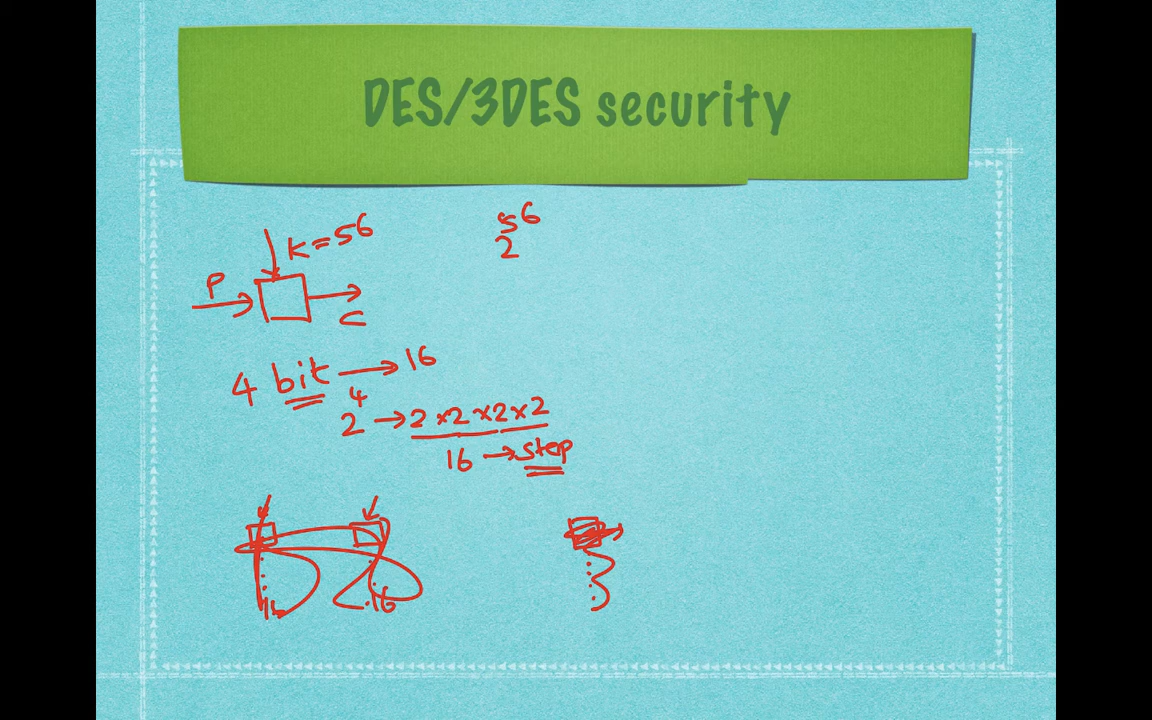 DES/3DES security
K=56
2^56
P
C
4 bit → 16
2^4 → 2×2×2×2
16 → step
16 16